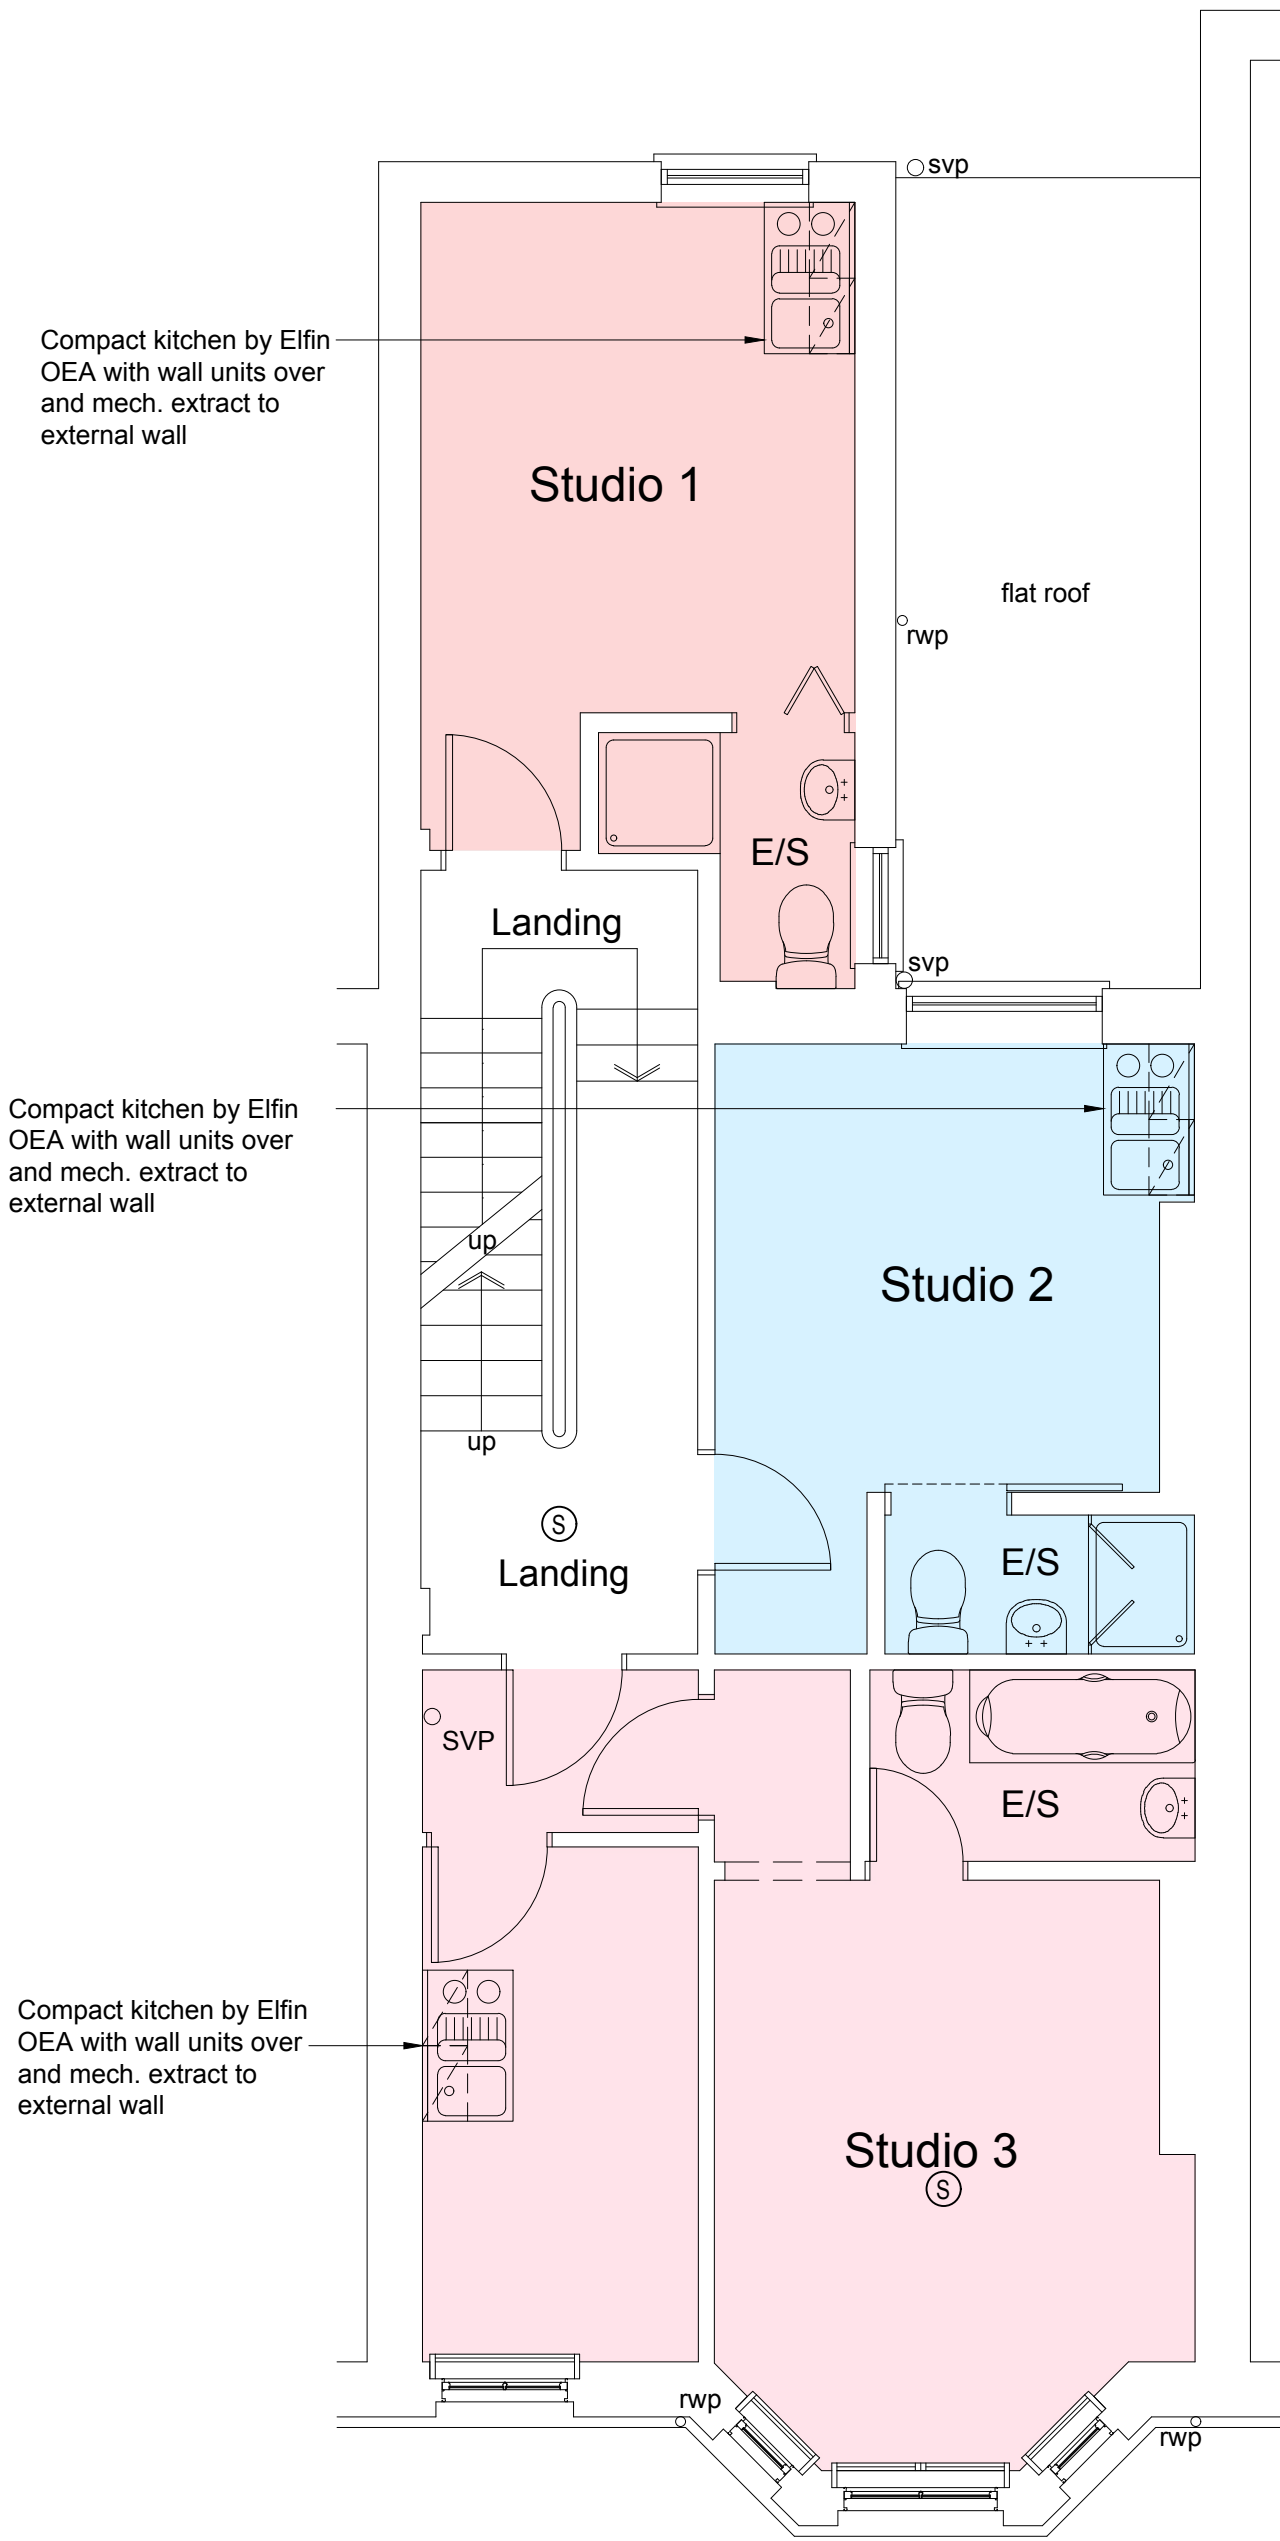 svp
Compact kitchen by Elfin
OEA with wall units over
and mech. extract to
external wall
Studio 1
flat roof
rwp
E/S
Landing
svp
Compact kitchen by Elfin
OEA with wall units over
and mech. extract to
external wall
up
Studio 2
up
S
Landing
E/S
SVP
E/S
Compact kitchen by Elfin
OEA with wall units over
and mech. extract to
external wall
Studio 3
S
rwp
rwp